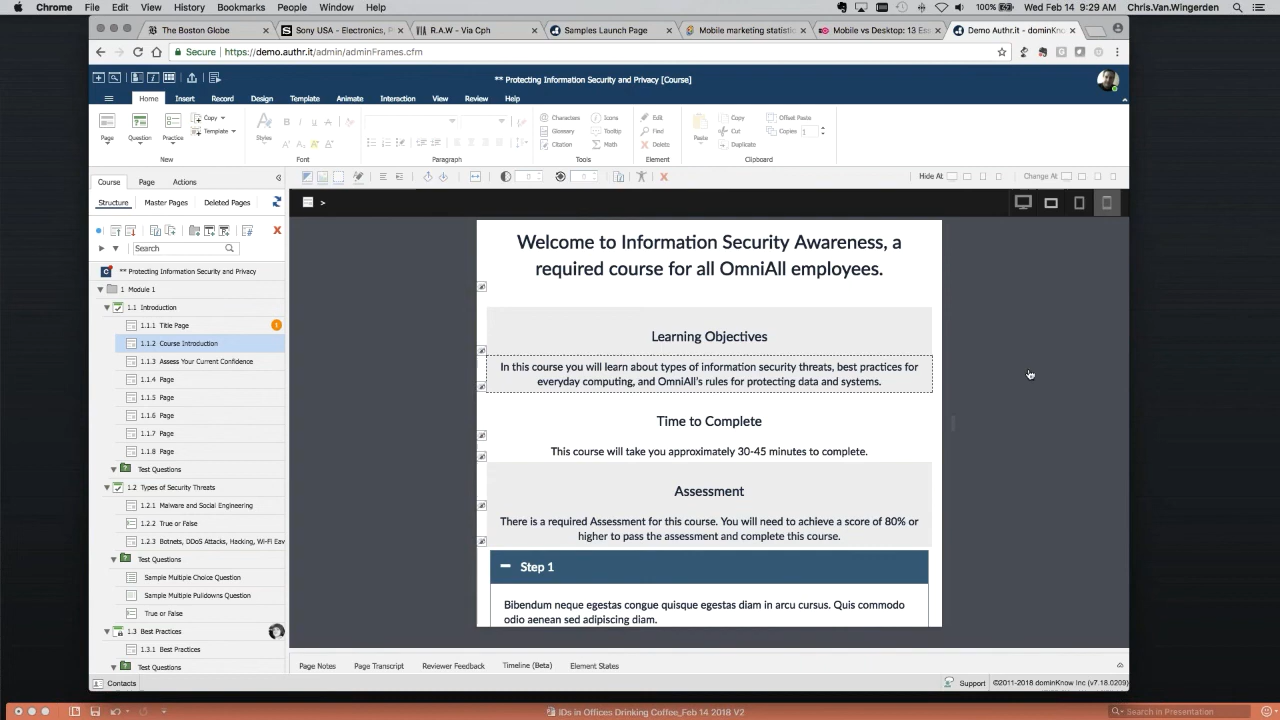 Chrome File Edit View History Bookmarks People Window Help 100% Wed Feb 14 9:29 AM Chris.Van.Wingerden
The Boston Globe Sony USA - Electronics, P R.A.W - Via Cph Samples Launch Page Mobile marketing statistic Mobile vs Desktop: 13 Ess Demo Authr.it - dominKno
Secure https://demo.authr.it/admin/adminFrames.cfm
** Protecting Information Security and Privacy [Course]
Home Insert Record Design Template Animate Interaction View Review Help
Page Question Practice Copy Template New
Styles B I U A Font
Paragraph
Characters Icons Glossary Tooltip Citation Math Tools
Edit Find Delete Element
Paste Copy Cut Duplicate Offset Paste Copies 1 Clipboard
Course Page Actions
0 0 Hide At Change At
Structure Master Pages Deleted Pages
>
Search
** Protecting Information Security and Privacy
1 Module 1
1.1 Introduction
1.1.1 Title Page
1.1.2 Course Introduction
1.1.3 Assess Your Current Confidence
1.1.4 Page
1.1.5 Page
1.1.6 Page
1.1.7 Page
1.1.8 Page
Test Questions
1.2 Types of Security Threats
1.2.1 Malware and Social Engineering
1.2.2 True or False
1.2.3 Botnets, DDoS Attacks, Hacking, Wi-Fi Eav
Test Questions
Sample Multiple Choice Question
Sample Multiple Pulldowns Question
True or False
1.3 Best Practices
1.3.1 Best Practices
Test Questions
Welcome to Information Security Awareness, a
required course for all OmniAll employees.
Learning Objectives
In this course you will learn about types of information security threats, best practices for
everyday computing, and OmniAll's rules for protecting data and systems.
Time to Complete
This course will take you approximately 30-45 minutes to complete.
Assessment
There is a required Assessment for this course. You will need to achieve a score of 80% or
higher to pass the assessment and complete this course.
Step 1
Bibendum neque egestas congue quisque egestas diam in arcu cursus. Quis commodo
odio aenean sed adipiscing diam.
Page Notes Page Transcript Reviewer Feedback Timeline (Beta) Element States
Contacts Support ©2011-2018 dominKnow Inc (v7.18.0209)
JDs in Offices Drinking Coffee_Feb 14 2018 V2 Search in Presentation